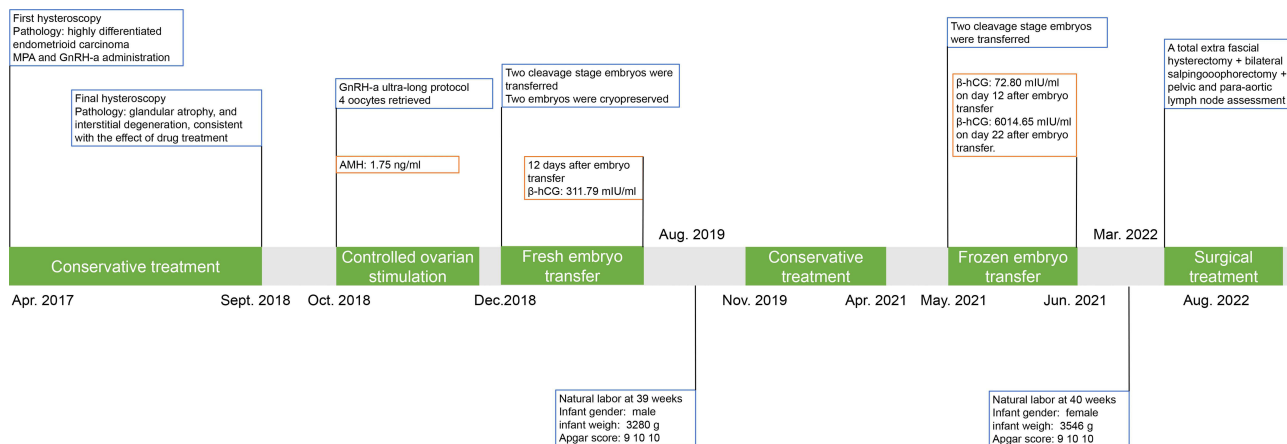 First hysteroscopy
Pathology: highly differentiated
endometrioid carcinoma
MPA and GnRH-a administration
Final hysteroscopy
Pathology: glandular atrophy, and
interstitial degeneration, consistent
with the effect of drug treatment
GnRH-a ultra-long protocol
4 oocytes retrieved
AMH: 1.75 ng/ml
Two cleavage stage embryos were
transferred
Two embryos were cryopreserved
12 days after embryo
transfer
β-hCG: 311.79 mIU/ml
Two cleavage stage embryos
were transferred
β-hCG: 72.80 mIU/ml
on day 12 after embryo
transfer
β-hCG: 6014.65 mIU/ml
on day 22 after embryo
transfer.
A total extra fascial
hysterectomy + bilateral
salpingooophorectomy +
pelvic and para-aortic
lymph node assessment
Aug. 2019
Mar. 2022
Conservative treatment
Controlled ovarian
stimulation
Fresh embryo
transfer
Conservative
treatment
Frozen embryo
transfer
Surgical
treatment
Apr. 2017
Sept. 2018
Oct. 2018
Dec.2018
Nov. 2019
Apr. 2021
May. 2021
Jun. 2021
Aug. 2022
Natural labor at 39 weeks
Infant gender: male
infant weigh: 3280 g
Apgar score: 9 10 10
Natural labor at 40 weeks
Infant gender: female
infant weigh: 3546 g
Apgar score: 9 10 10